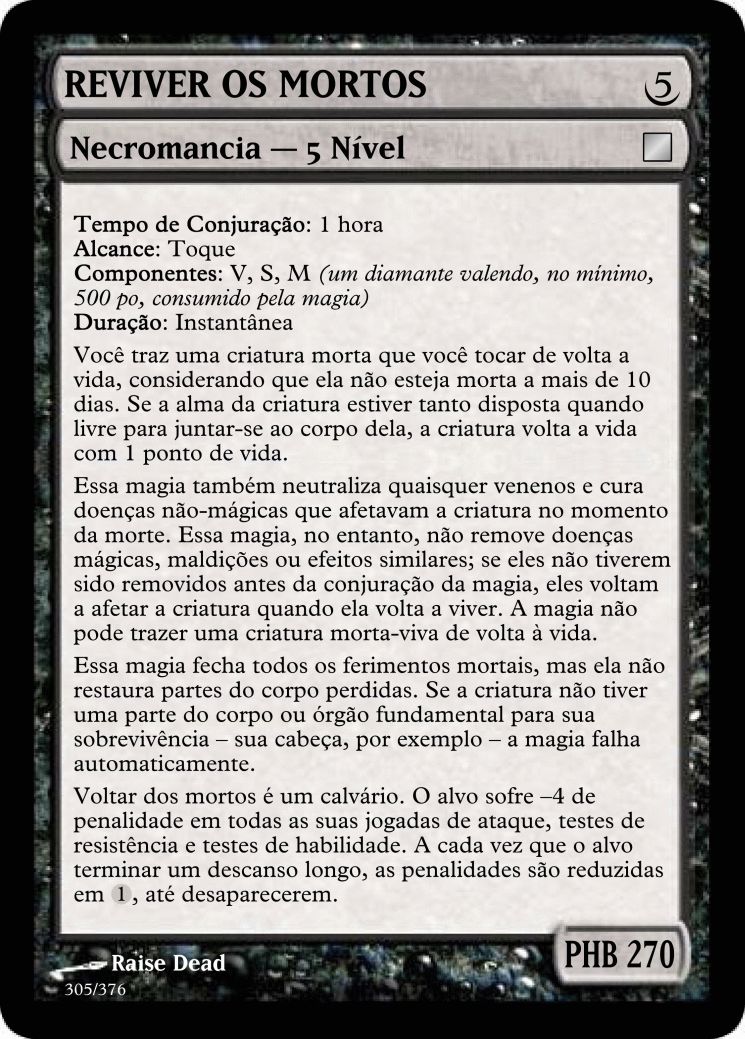 REVIVER OS MORTOS
5
Necromancia — 5 Nível
Tempo de Conjuração: 1 hora
Alcance: Toque
Componentes: V, S, M (um diamante valendo, no mínimo,
500 po, consumido pela magia)
Duração: Instantânea
Você traz uma criatura morta que você tocar de volta a
vida, considerando que ela não esteja morta a mais de 10
dias. Se a alma da criatura estiver tanto disposta quando
livre para juntar-se ao corpo dela, a criatura volta a vida
com 1 ponto de vida.
Essa magia também neutraliza quaisquer venenos e cura
doenças não-mágicas que afetavam a criatura no momento
da morte. Essa magia, no entanto, não remove doenças
mágicas, maldições ou efeitos similares; se eles não tiverem
sido removidos antes da conjuração da magia, eles voltam
a afetar a criatura quando ela volta a viver. A magia não
pode trazer uma criatura morta-viva de volta à vida.
Essa magia fecha todos os ferimentos mortais, mas ela não
restaura partes do corpo perdidas. Se a criatura não tiver
uma parte do corpo ou órgão fundamental para sua
sobrevivência – sua cabeça, por exemplo – a magia falha
automaticamente.
Voltar dos mortos é um calvário. O alvo sofre –4 de
penalidade em todas as suas jogadas de ataque, testes de
resistência e testes de habilidade. A cada vez que o alvo
terminar um descanso longo, as penalidades são reduzidas
em 1, até desaparecerem.
PHB 270
Raise Dead
305/376